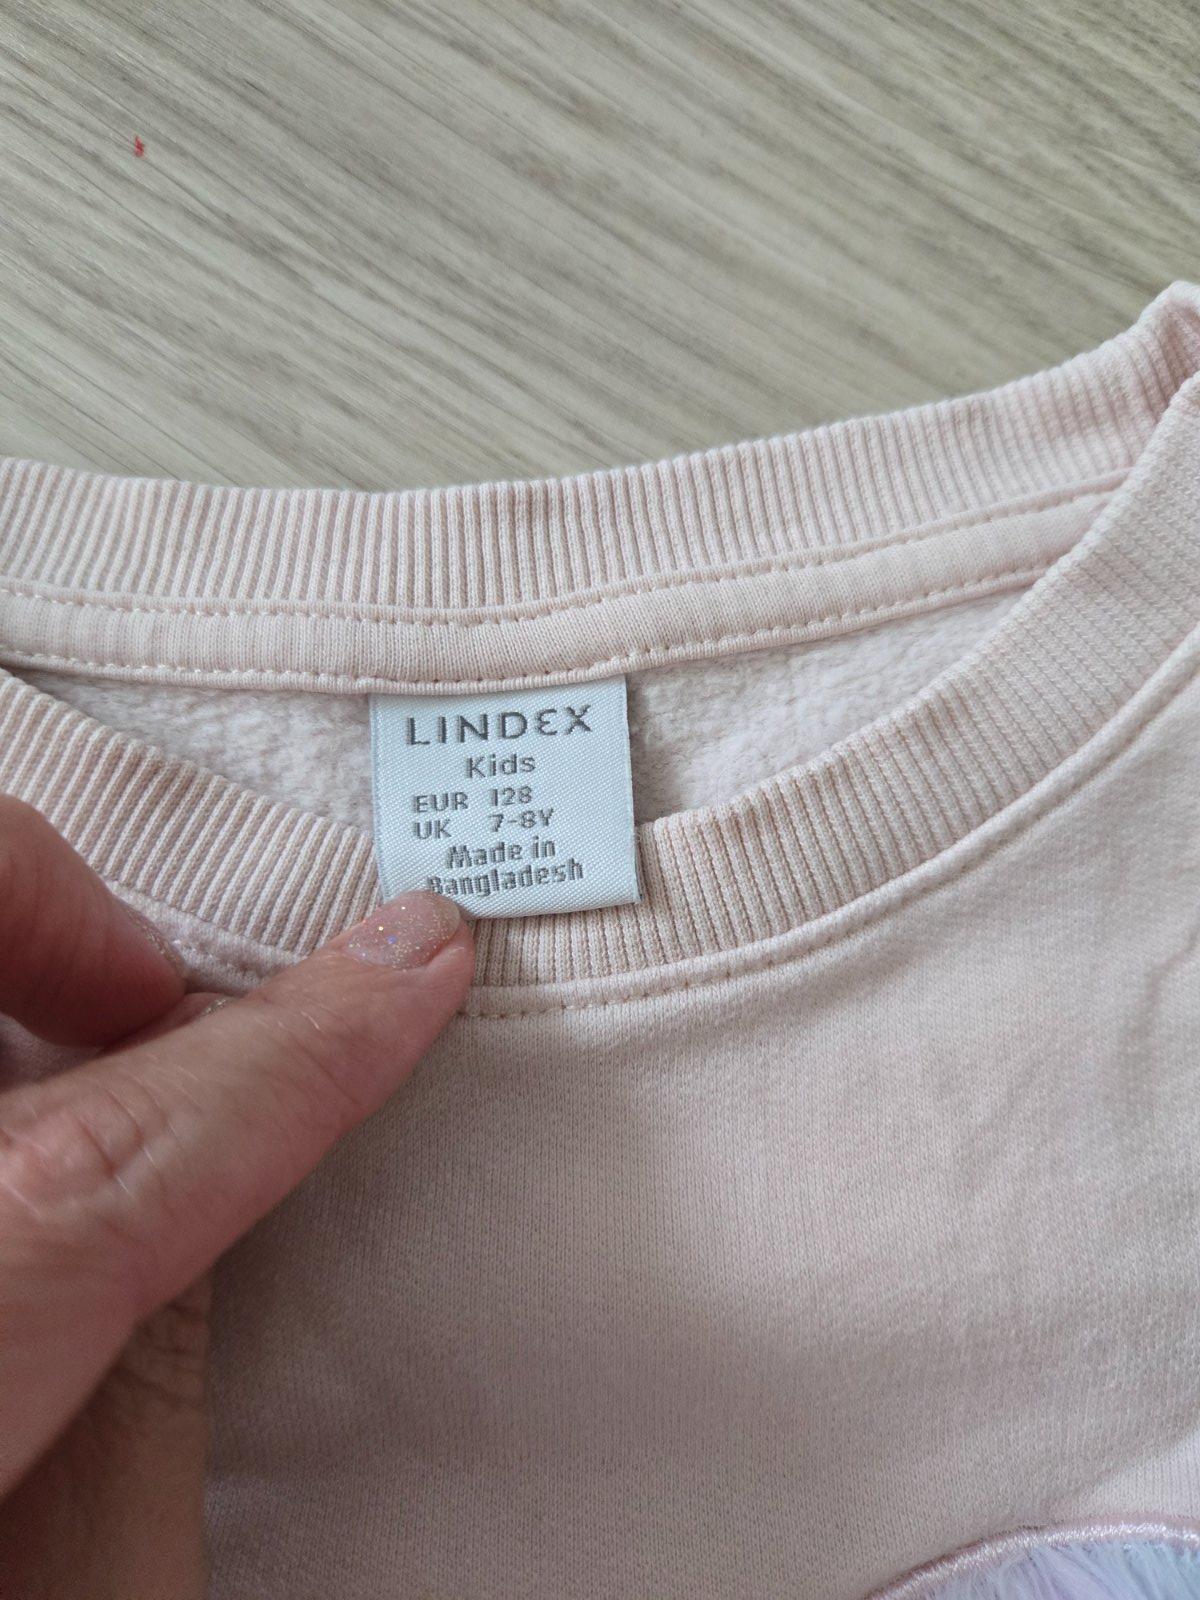 LINDEX
Kids
EUR 128
UK 7-8Y
Made in
Bangladesh